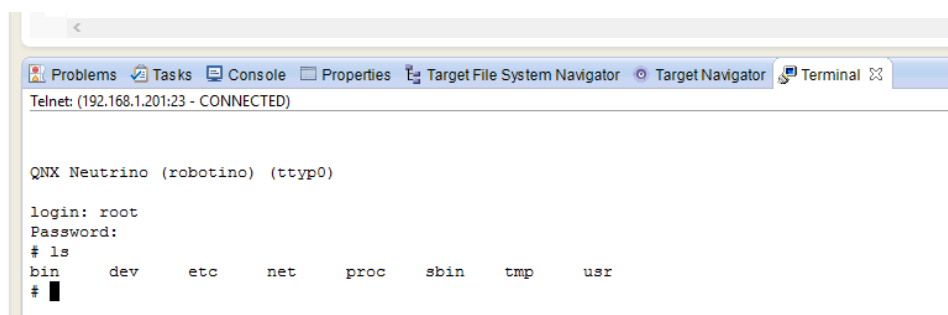 Problems Tasks Console Properties Target File System Navigator Target Navigator Terminal
Telnet: (192.168.1.201:23 - CONNECTED)
QNX Neutrino (robotino) (ttyp0)
login: root
Password:
# ls
bin dev etc net proc sbin tmp usr
#